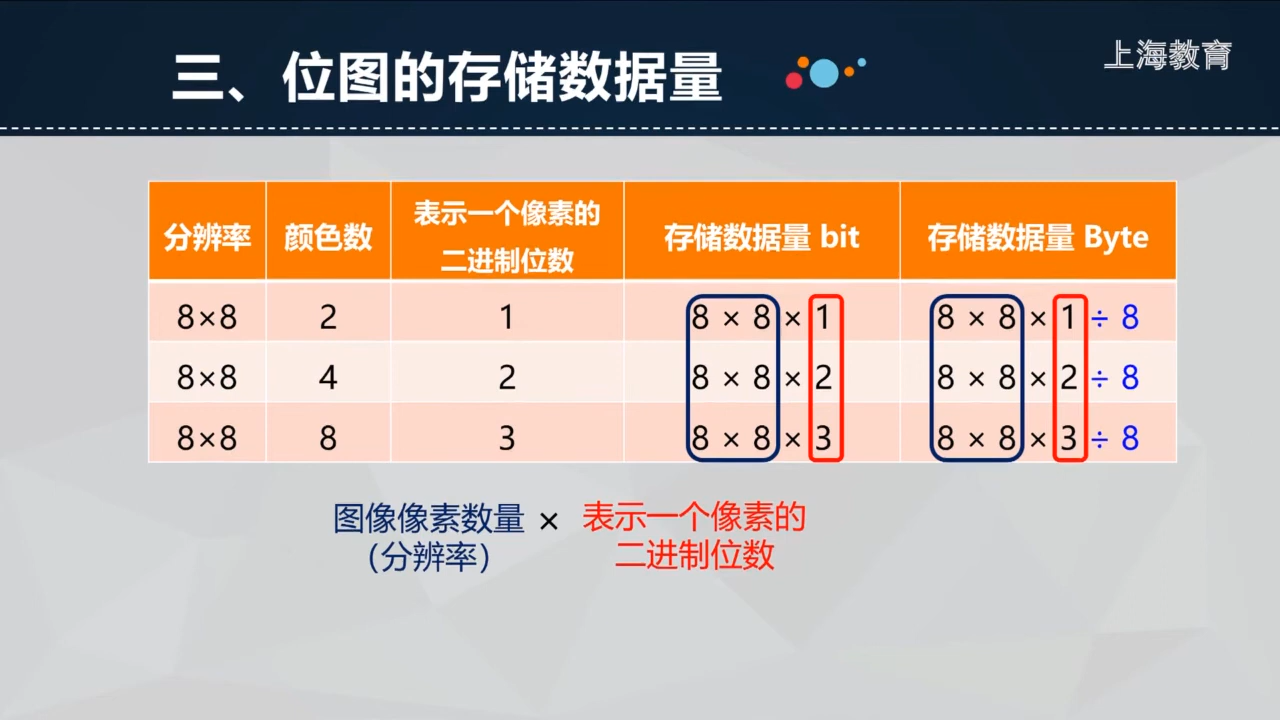 三、位图的存储数据量
上海教育
分辨率 颜色数 表示一个像素的二进制位数 存储数据量 bit 存储数据量 Byte
8×8 2 1 8 × 8 × 1 8 × 8 × 1 ÷ 8
8×8 4 2 8 × 8 × 2 8 × 8 × 2 ÷ 8
8×8 8 3 8 × 8 × 3 8 × 8 × 3 ÷ 8
图像像素数量 × 表示一个像素的
(分辨率) 二进制位数